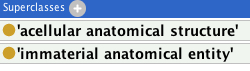 Superclasses
'acellular anatomical structure'
'immaterial anatomical entity'